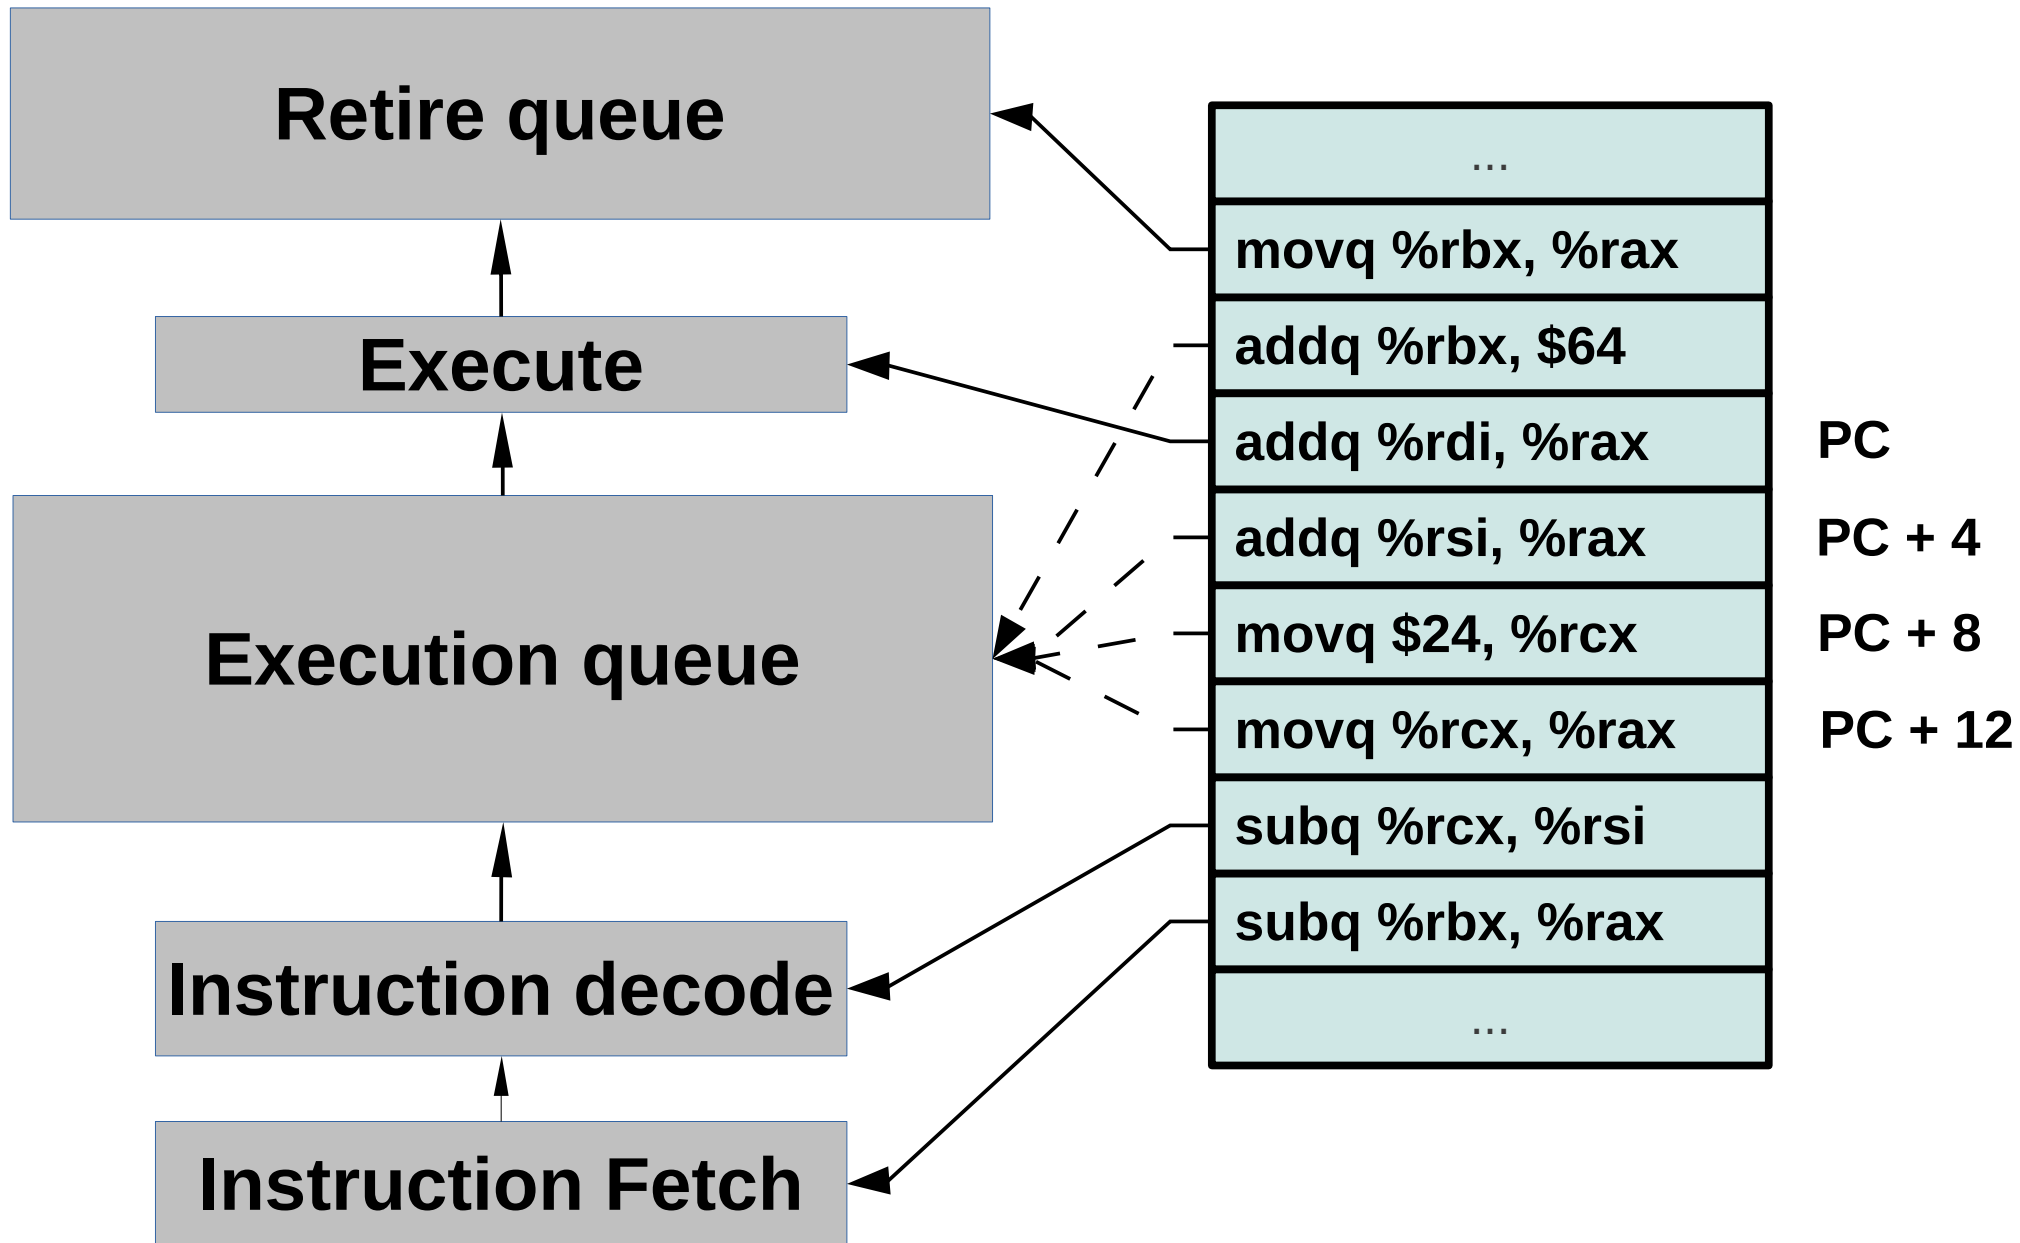 Retire queue
Execute
Execution queue
Instruction decode
Instruction Fetch
...
movq %rbx, %rax
addq %rbx, $64
addq %rdi, %rax
PC
addq %rsi, %rax
PC + 4
movq $24, %rcx
PC + 8
movq %rcx, %rax
PC + 12
subq %rcx, %rsi
subq %rbx, %rax
...